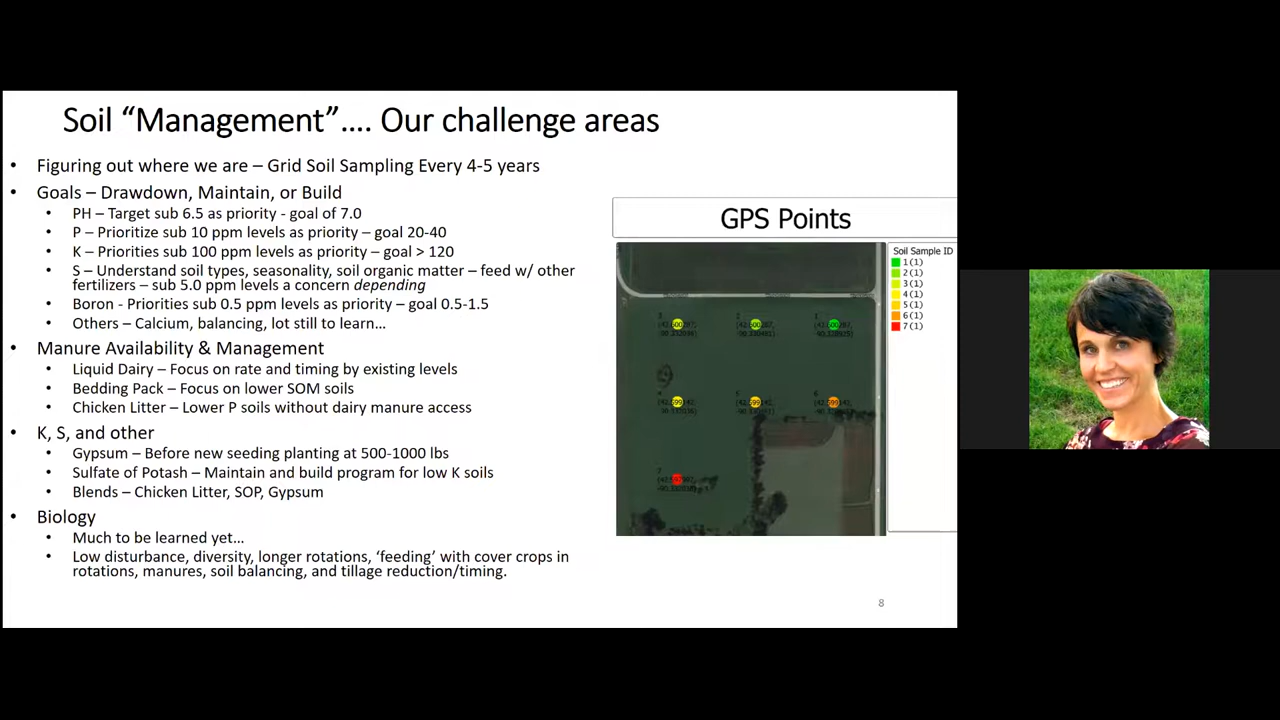 Soil “Management”…. Our challenge areas
• Figuring out where we are – Grid Soil Sampling Every 4-5 years
• Goals – Drawdown, Maintain, or Build
• PH – Target sub 6.5 as priority - goal of 7.0
• P – Prioritize sub 10 ppm levels as priority – goal 20-40
• K – Priorities sub 100 ppm levels as priority – goal > 120
• S – Understand soil types, seasonality, soil organic matter – feed w/ other
fertilizers – sub 5.0 ppm levels a concern depending
• Boron - Priorities sub 0.5 ppm levels as priority – goal 0.5-1.5
• Others – Calcium, balancing, lot still to learn…
• Manure Availability & Management
• Liquid Dairy – Focus on rate and timing by existing levels
• Bedding Pack – Focus on lower SOM soils
• Chicken Litter – Lower P soils without dairy manure access
• K, S, and other
• Gypsum – Before new seeding planting at 500-1000 lbs
• Sulfate of Potash – Maintain and build program for low K soils
• Blends – Chicken Litter, SOP, Gypsum
• Biology
• Much to be learned yet…
• Low disturbance, diversity, longer rotations, ‘feeding’ with cover crops in
rotations, manures, soil balancing, and tillage reduction/timing.
GPS Points
Soil Sample ID
1 (1)
2 (1)
3 (1)
4 (1)
5 (1)
6 (1)
7 (1)
8